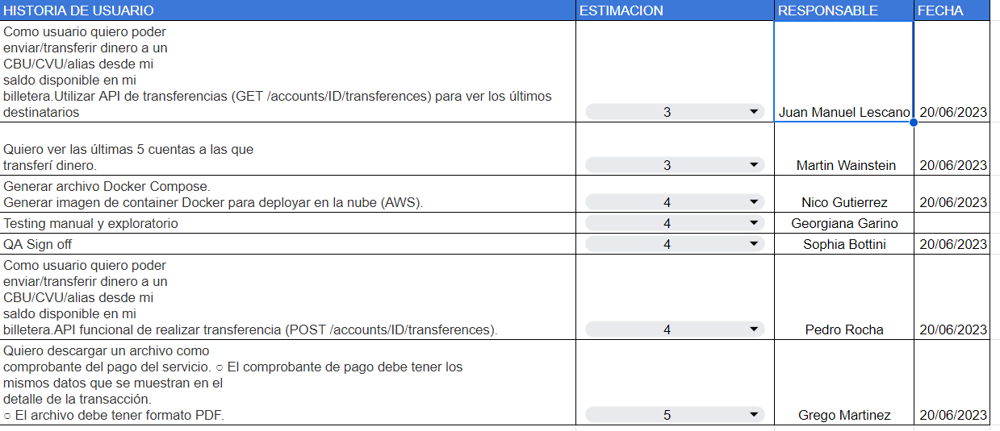 HISTORIA DE USUARIO ESTIMACION RESPONSABLE FECHA
Como usuario quiero poder
enviar/transferir dinero a un
CBU/CVU/alias desde mi
saldo disponible en mi
billetera.Utilizar API de transferencias (GET /accounts/ID/transferences) para ver los últimos
destinatarios 3 Juan Manuel Lescano 20/06/2023
Quiero ver las últimas 5 cuentas a las que
transferí dinero. 3 Martin Wainstein 20/06/2023
Generar archivo Docker Compose.
Generar imagen de container Docker para deployar en la nube (AWS). 4 Nico Gutierrez 20/06/2023
Testing manual y exploratorio 4 Georgiana Garino
QA Sign off 4 Sophia Bottini 20/06/2023
Como usuario quiero poder
enviar/transferir dinero a un
CBU/CVU/alias desde mi
saldo disponible en mi
billetera.API funcional de realizar transferencia (POST /accounts/ID/transferences). 4 Pedro Rocha 20/06/2023
Quiero descargar un archivo como
comprobante del pago del servicio. ○ El comprobante de pago debe tener los
mismos datos que se muestran en el
detalle de la transacción.
○ El archivo debe tener formato PDF. 5 Grego Martinez 20/06/2023